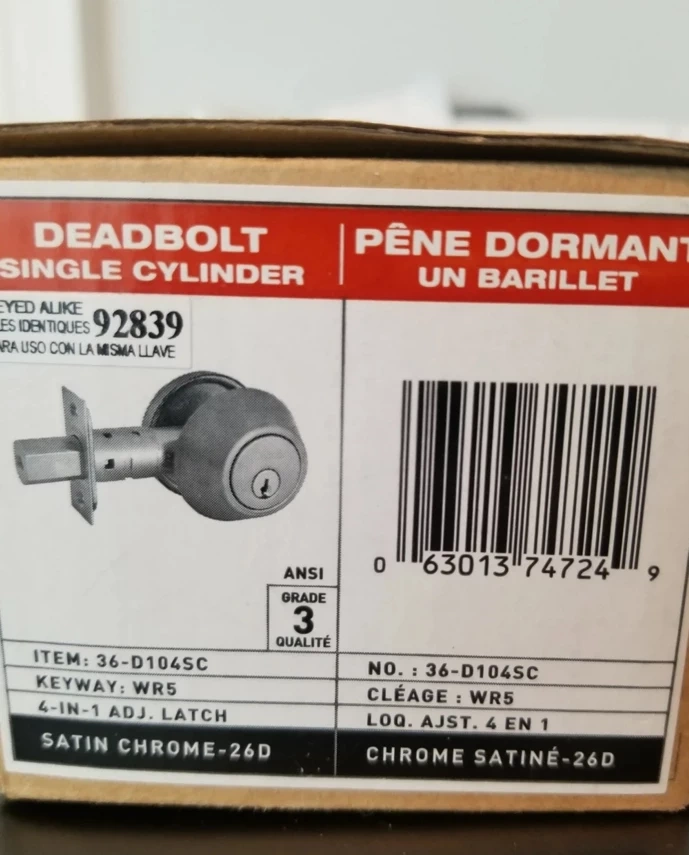 DEADBOLT
SINGLE CYLINDER
PÊNE DORMANT
UN BARILLET
EYED ALIKE
ES IDENTIQUES 92839
RA USO CON LA MISMA LLAVE
ANSI
GRADE
3
QUALITÉ
0 63013 74724 9
ITEM: 36-D104SC
KEYWAY: WR5
4-IN-1 ADJ. LATCH
SATIN CHROME-26D
NO. : 36-D104SC
CLÉAGE : WR5
LOQ. AJST. 4 EN 1
CHROME SATINÉ-26D